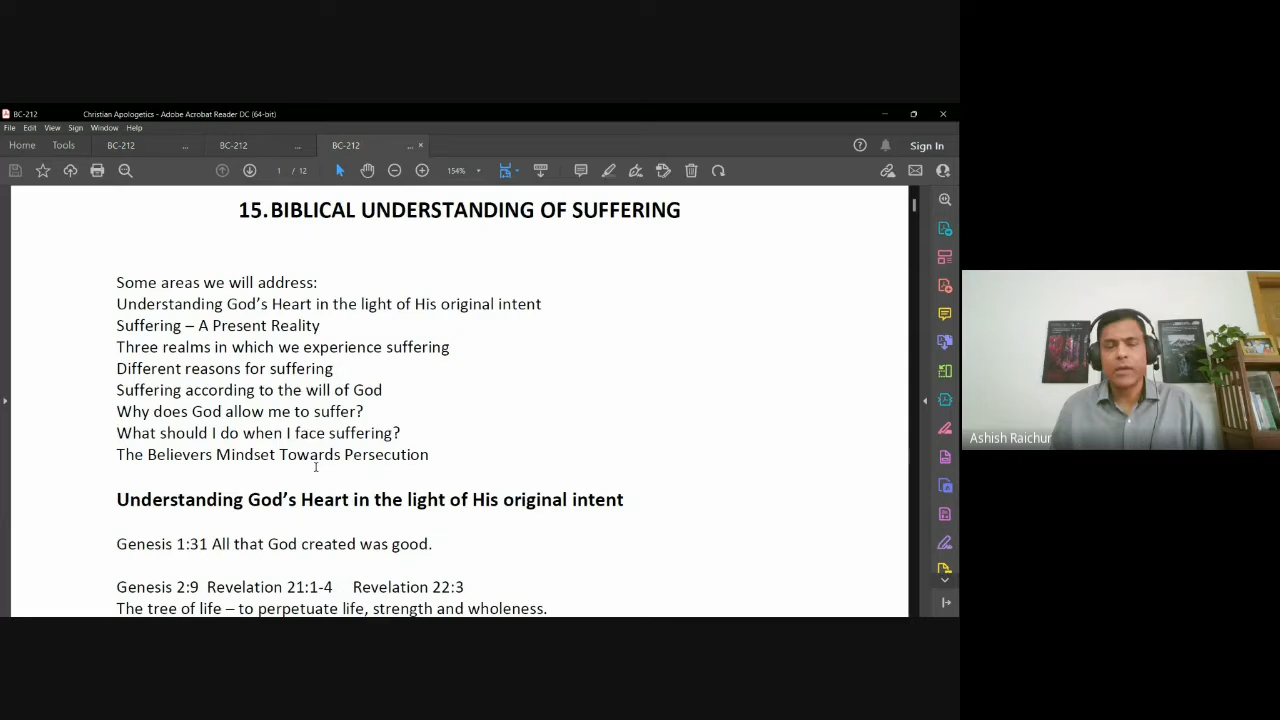 BC-212 Christian Apologetics - Adobe Acrobat Reader DC (64-bit)
File Edit View Sign Window Help
Home Tools BC-212 ... BC-212 ... BC-212 ... × Sign In
1 / 12 154%
15. BIBLICAL UNDERSTANDING OF SUFFERING
Some areas we will address:
Understanding God's Heart in the light of His original intent
Suffering – A Present Reality
Three realms in which we experience suffering
Different reasons for suffering
Suffering according to the will of God
Why does God allow me to suffer?
What should I do when I face suffering?
The Believers Mindset Towards Persecution
Understanding God's Heart in the light of His original intent
Genesis 1:31 All that God created was good.
Genesis 2:9 Revelation 21:1-4 Revelation 22:3
The tree of life – to perpetuate life, strength and wholeness.
Ashish Raichur